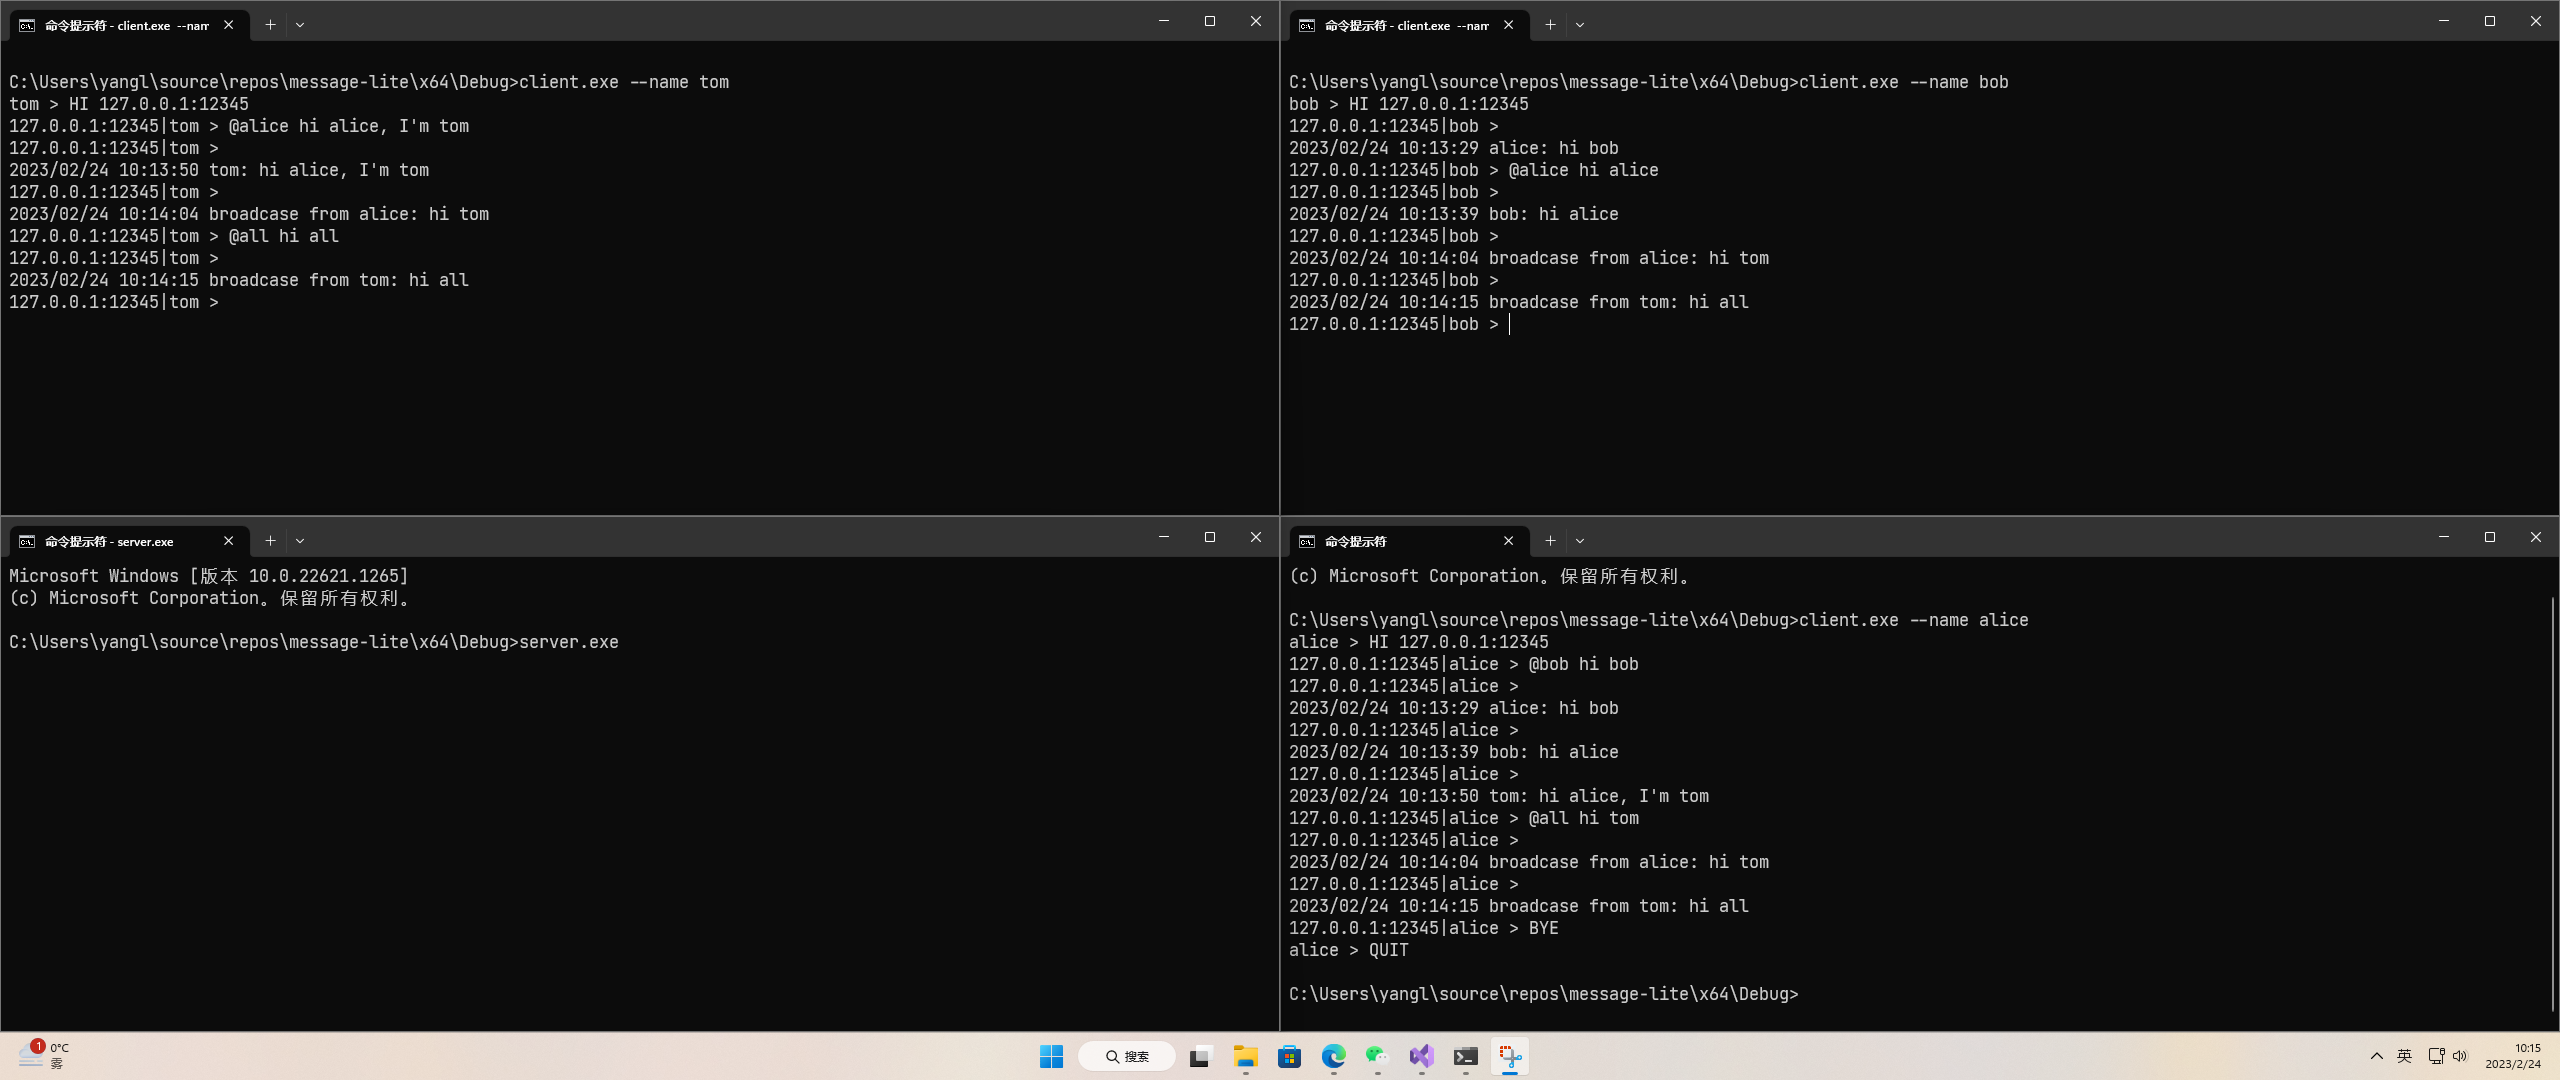 命令提示符 - client.exe --nam
C:\Users\yangl\source\repos\message-lite\x64\Debug>client.exe --name tom
tom > HI 127.0.0.1:12345
127.0.0.1:12345|tom > @alice hi alice, I'm tom
127.0.0.1:12345|tom >
2023/02/24 10:13:50 tom: hi alice, I'm tom
127.0.0.1:12345|tom >
2023/02/24 10:14:04 broadcase from alice: hi tom
127.0.0.1:12345|tom > @all hi all
127.0.0.1:12345|tom >
2023/02/24 10:14:15 broadcase from tom: hi all
127.0.0.1:12345|tom >
命令提示符 - client.exe --nam
C:\Users\yangl\source\repos\message-lite\x64\Debug>client.exe --name bob
bob > HI 127.0.0.1:12345
127.0.0.1:12345|bob >
2023/02/24 10:13:29 alice: hi bob
127.0.0.1:12345|bob > @alice hi alice
127.0.0.1:12345|bob >
2023/02/24 10:13:39 bob: hi alice
127.0.0.1:12345|bob >
2023/02/24 10:14:04 broadcase from alice: hi tom
127.0.0.1:12345|bob >
2023/02/24 10:14:15 broadcase from tom: hi all
127.0.0.1:12345|bob >
命令提示符 - server.exe
Microsoft Windows [版本 10.0.22621.1265]
(c) Microsoft Corporation。保留所有权利。
C:\Users\yangl\source\repos\message-lite\x64\Debug>server.exe
命令提示符
(c) Microsoft Corporation。保留所有权利。
C:\Users\yangl\source\repos\message-lite\x64\Debug>client.exe --name alice
alice > HI 127.0.0.1:12345
127.0.0.1:12345|alice > @bob hi bob
127.0.0.1:12345|alice >
2023/02/24 10:13:29 alice: hi bob
127.0.0.1:12345|alice >
2023/02/24 10:13:39 bob: hi alice
127.0.0.1:12345|alice >
2023/02/24 10:13:50 tom: hi alice, I'm tom
127.0.0.1:12345|alice > @all hi tom
127.0.0.1:12345|alice >
2023/02/24 10:14:04 broadcase from alice: hi tom
127.0.0.1:12345|alice >
2023/02/24 10:14:15 broadcase from tom: hi all
127.0.0.1:12345|alice > BYE
alice > QUIT
C:\Users\yangl\source\repos\message-lite\x64\Debug>
1
0°C
雾
搜索
英
10:15
2023/2/24